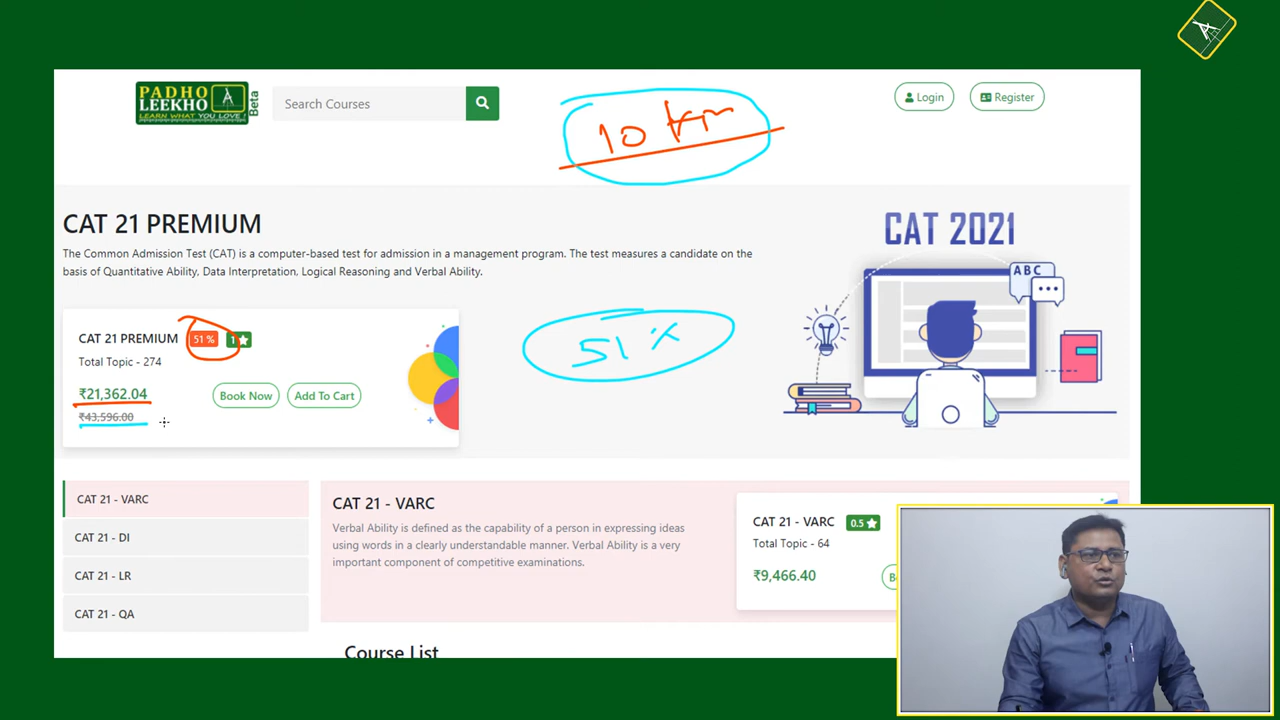 PADHO
LEEKHO
Beta
LEARN WHAT YOU LOVE !
Search Courses
Login
Register
10 km
CAT 21 PREMIUM
The Common Admission Test (CAT) is a computer-based test for admission in a management program. The test measures a candidate on the
basis of Quantitative Ability, Data Interpretation, Logical Reasoning and Verbal Ability.
CAT 2021
ABC
CAT 21 PREMIUM 51 % 1
Total Topic - 274
₹21,362.04
₹43,596.00
Book Now
Add To Cart
51 %
CAT 21 - VARC
CAT 21 - DI
CAT 21 - LR
CAT 21 - QA
CAT 21 - VARC
Verbal Ability is defined as the capability of a person in expressing ideas
using words in a clearly understandable manner. Verbal Ability is a very
important component of competitive examinations.
CAT 21 - VARC 0.5
Total Topic - 64
₹9,466.40
Course List